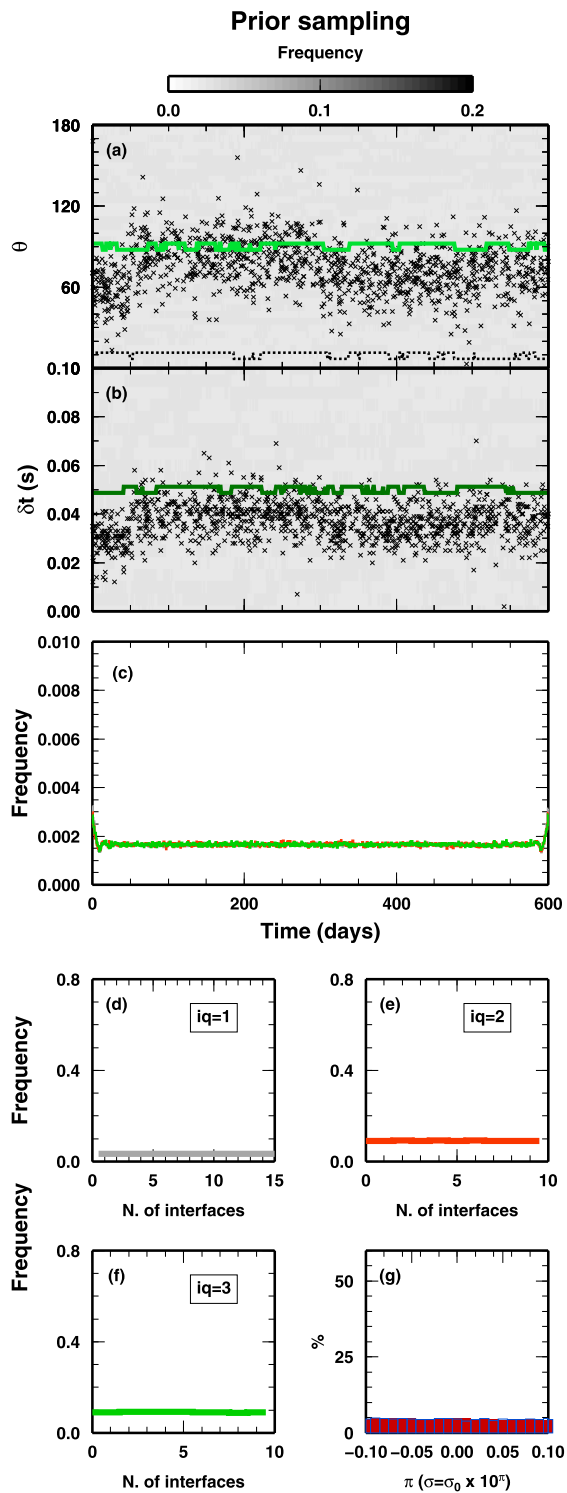 Prior sampling
Frequency
0.0 0.1 0.2
(a)
180
120
60
θ
0.10
(b)
0.08
0.06
0.04
0.02
0.00
δt (s)
0.010
(c)
0.008
0.006
0.004
0.002
0.000
Frequency
0 200 400 600
Time (days)
0.8
0.4
0.0
Frequency
(d)
iq=1
0 5 10 15
N. of interfaces
0.8
0.4
0.0
(e)
iq=2
0 5 10
N. of interfaces
Frequency
0.8
0.4
0.0
(f)
iq=3
0 5 10
N. of interfaces
50
25
0
%
(g)
−0.10 −0.05 0.00 0.05 0.10
π (σ=σ₀ x 10^π)